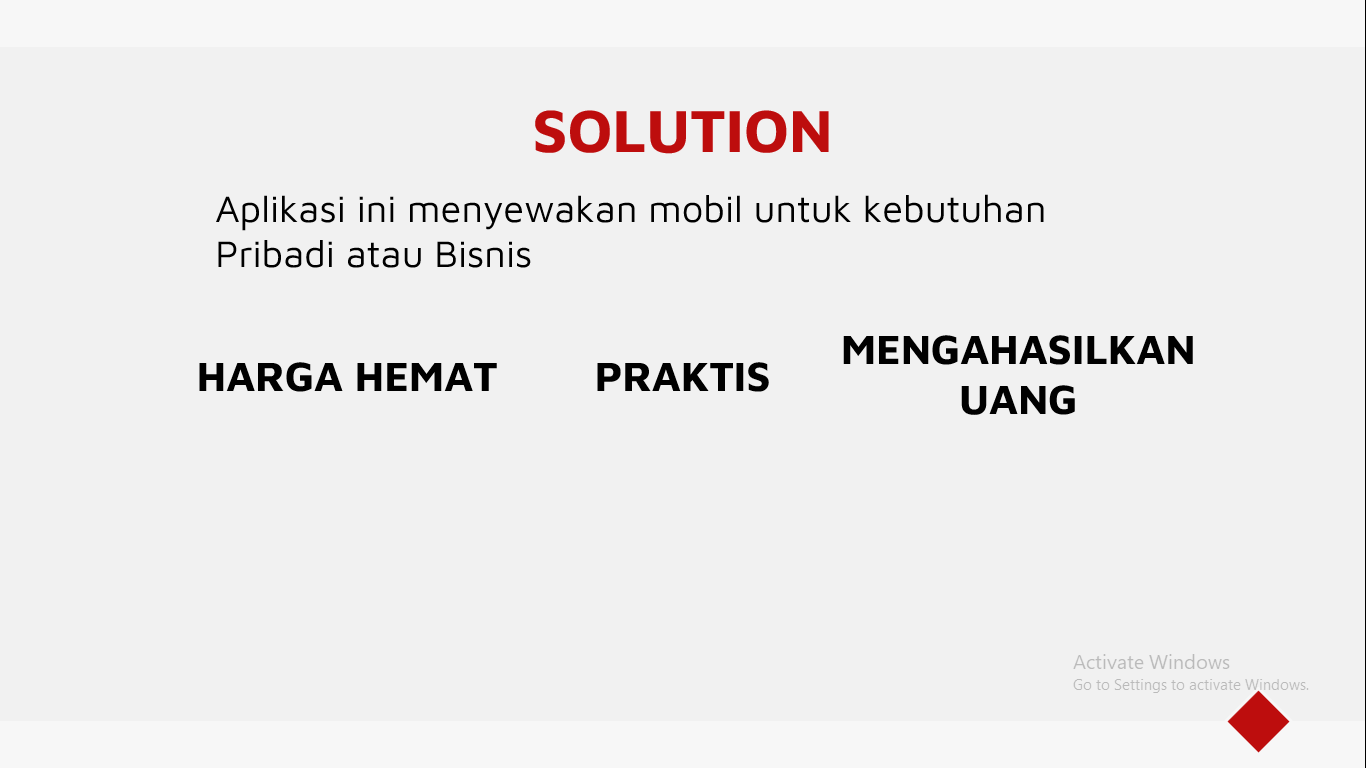 SOLUTION
Aplikasi ini menyewakan mobil untuk kebutuhan
Pribadi atau Bisnis
HARGA HEMAT
PRAKTIS
MENGAHASILKAN
UANG
Activate Windows
Go to Settings to activate Windows.